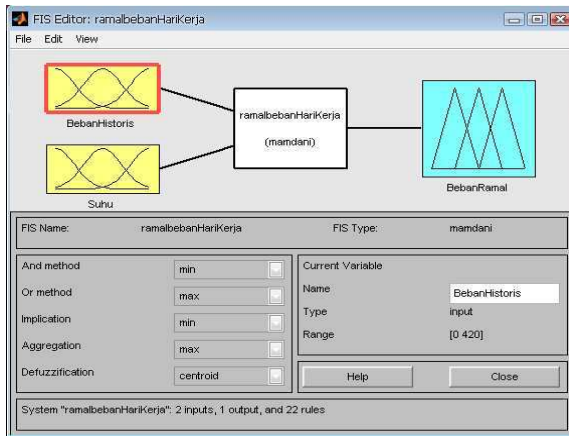 FIS Editor: ramalbebanHariKerja
File Edit View
BebanHistoris
Suhu
ramalbebanHariKerja
(mamdani)
BebanRamal
FIS Name: ramalbebanHariKerja FIS Type: mamdani
And method min
Or method max
Implication min
Aggregation max
Defuzzification centroid
Current Variable
Name BebanHistoris
Type input
Range [0 420]
Help Close
System "ramalbebanHariKerja": 2 inputs, 1 output, and 22 rules